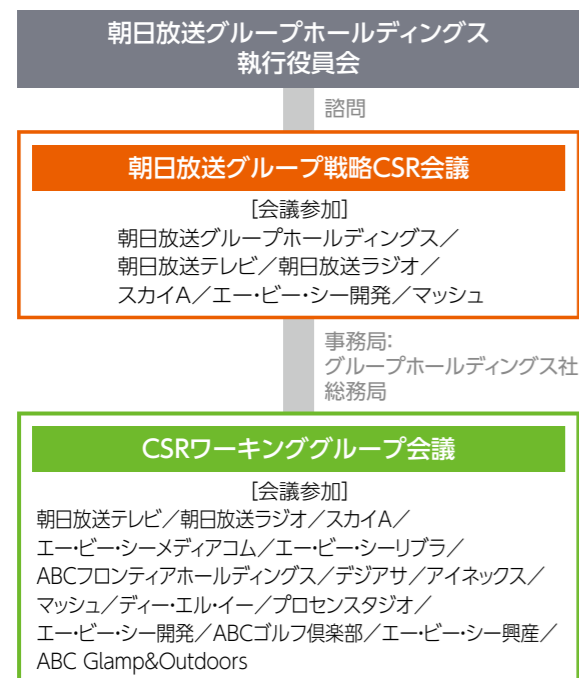 朝日放送グループホールディングス
執行役員会
諮問
朝日放送グループ戦略CSR会議
[会議参加]
朝日放送グループホールディングス／
朝日放送テレビ／朝日放送ラジオ／
スカイA／エー・ビー・シー開発／マッシュ
事務局：
グループホールディングス社
総務局
CSRワーキンググループ会議
[会議参加]
朝日放送テレビ／朝日放送ラジオ／スカイA／
エー・ビー・シーメディアコム／エー・ビー・シーリブラ／
ABCフロンティアホールディングス／デジアサ／アイネックス／
マッシュ／ディー・エル・イー／プロセンスタジオ／
エー・ビー・シー開発／ABCゴルフ倶楽部／エー・ビー・シー興産／
ABC Glamp&Outdoors